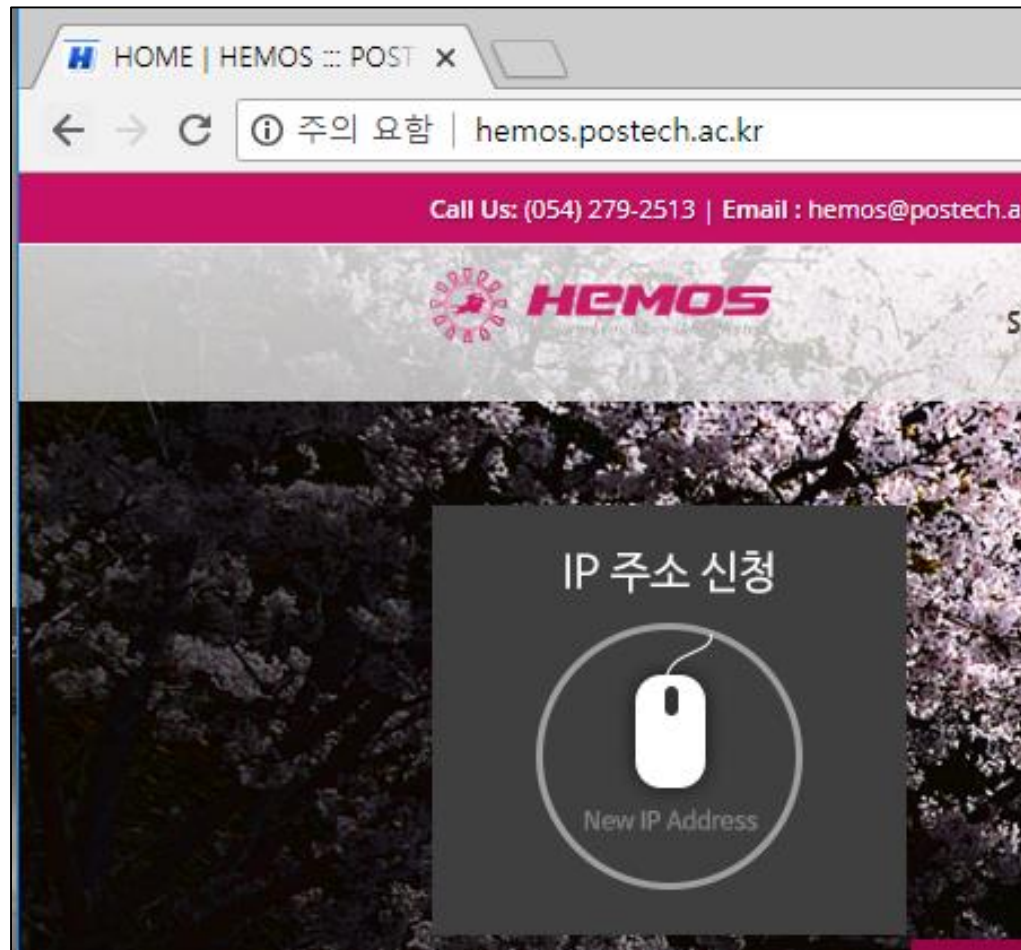 H HOME | HEMOS ::: POST
주의 요함 | hemos.postech.ac.kr
Call Us: (054) 279-2513 | Email : hemos@postech.a
HEMOS
S
IP 주소 신청
New IP Address